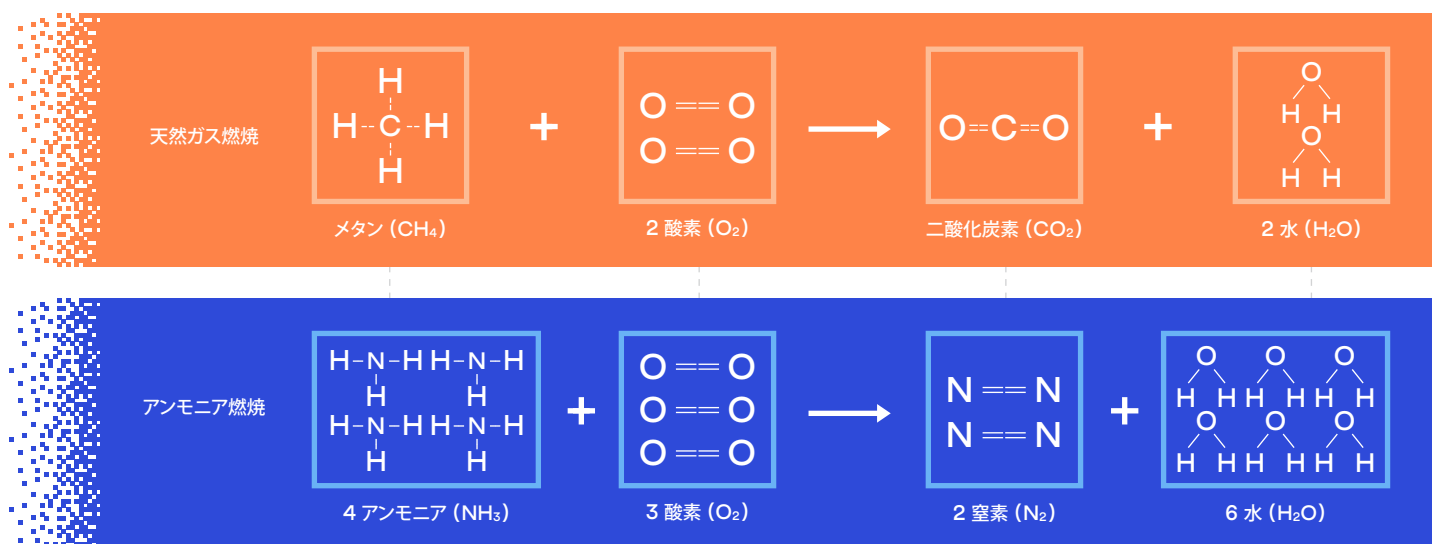 天然ガス燃焼
H
H--C--H
H
+
O==O
O==O
O==C==O
+
O
H H
O
H H
メタン (CH₄)
2 酸素 (O₂)
二酸化炭素 (CO₂)
2 水 (H₂O)
アンモニア燃焼
H-N-H H-N-H
H H
H-N-H H-N-H
H H
+
O==O
O==O
O==O
N==N
N==N
+
O O O
H H H H H H
O O O
H H H H H H
4 アンモニア (NH₃)
3 酸素 (O₂)
2 窒素 (N₂)
6 水 (H₂O)